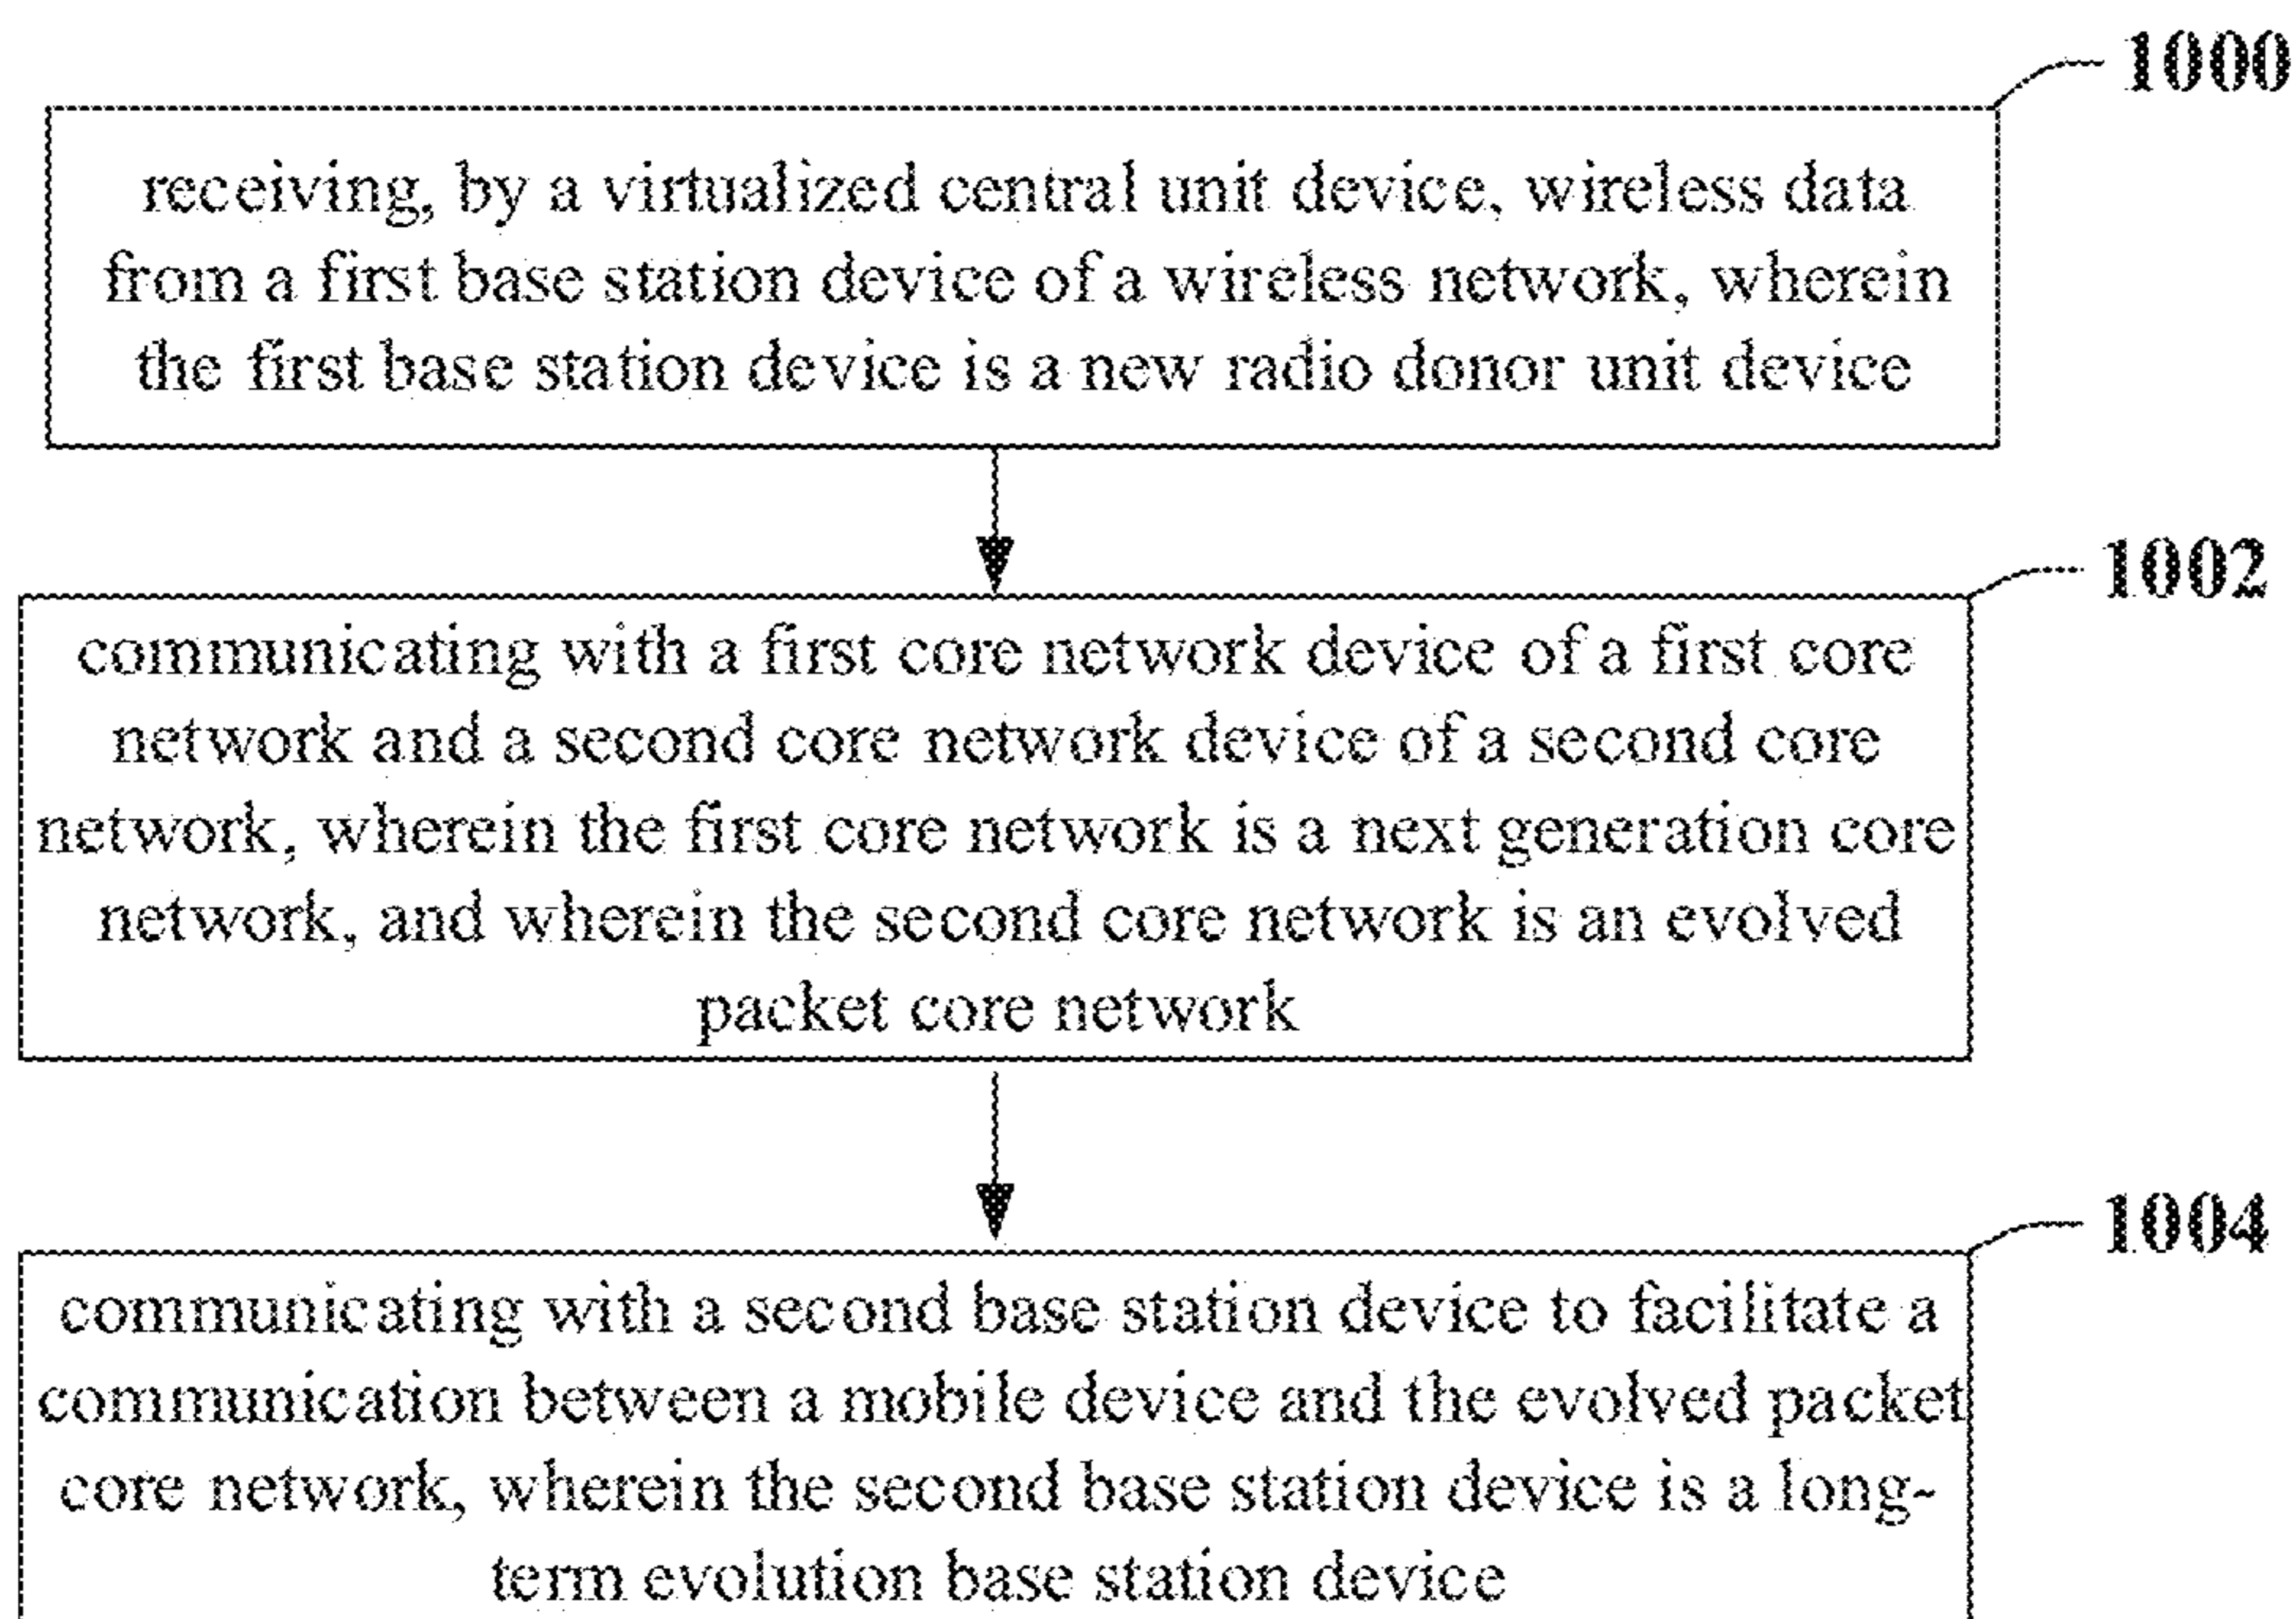 1000
receiving, by a virtualized central unit device, wireless data
from a first base station device of a wireless network, wherein
the first base station device is a new radio donor unit device
1002
communicating with a first core network device of a first core
network and a second core network device of a second core
network, wherein the first core network is a next generation core
network, and wherein the second core network is an evolved
packet core network
1004
communicating with a second base station device to facilitate a
communication between a mobile device and the evolved packet
core network, wherein the second base station device is a long-
term evolution base station device